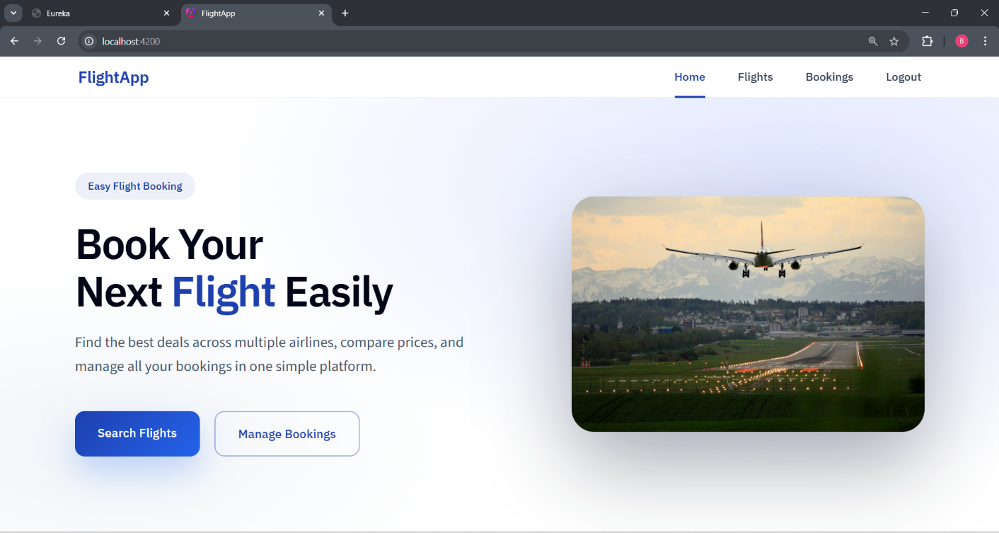 Eureka
FlightApp
localhost:4200
B
FlightApp
Home
Flights
Bookings
Logout
Easy Flight Booking
Book Your
Next Flight Easily
Find the best deals across multiple airlines, compare prices, and
manage all your bookings in one simple platform.
Search Flights
Manage Bookings